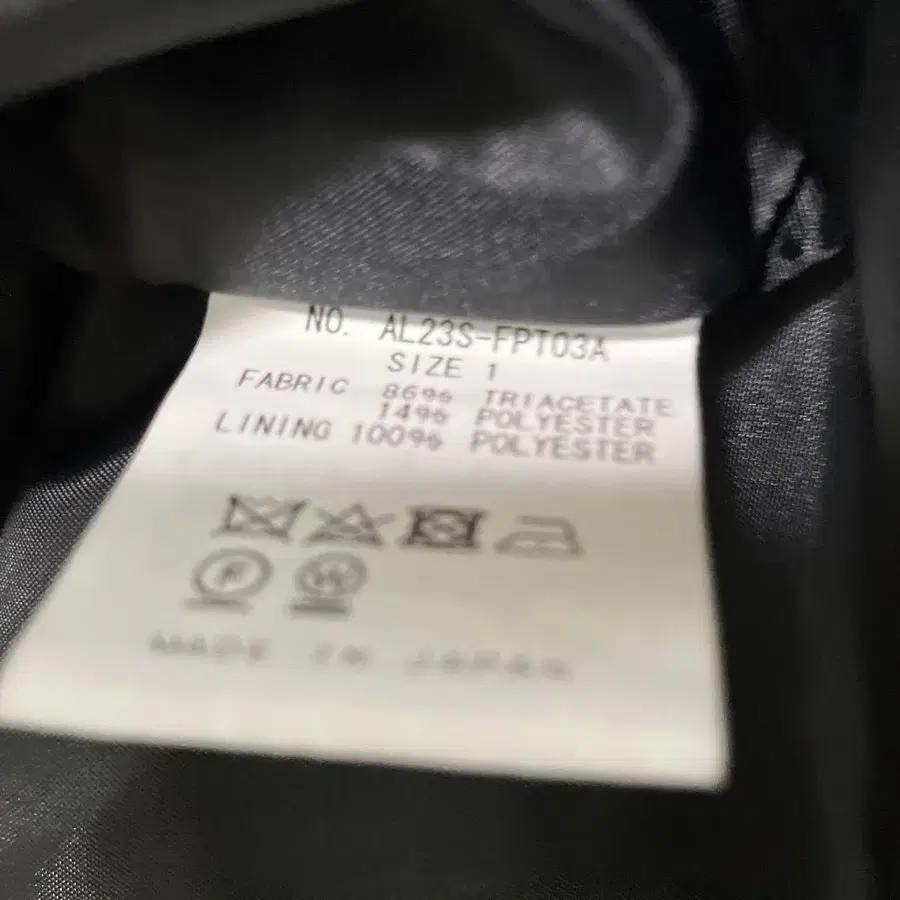 NO. AL23S-FPT03A
SIZE 1
FABRIC 86% TRIACETATE
14% POLYESTER
LINING 100% POLYESTER
F
W
MADE IN JAPAN